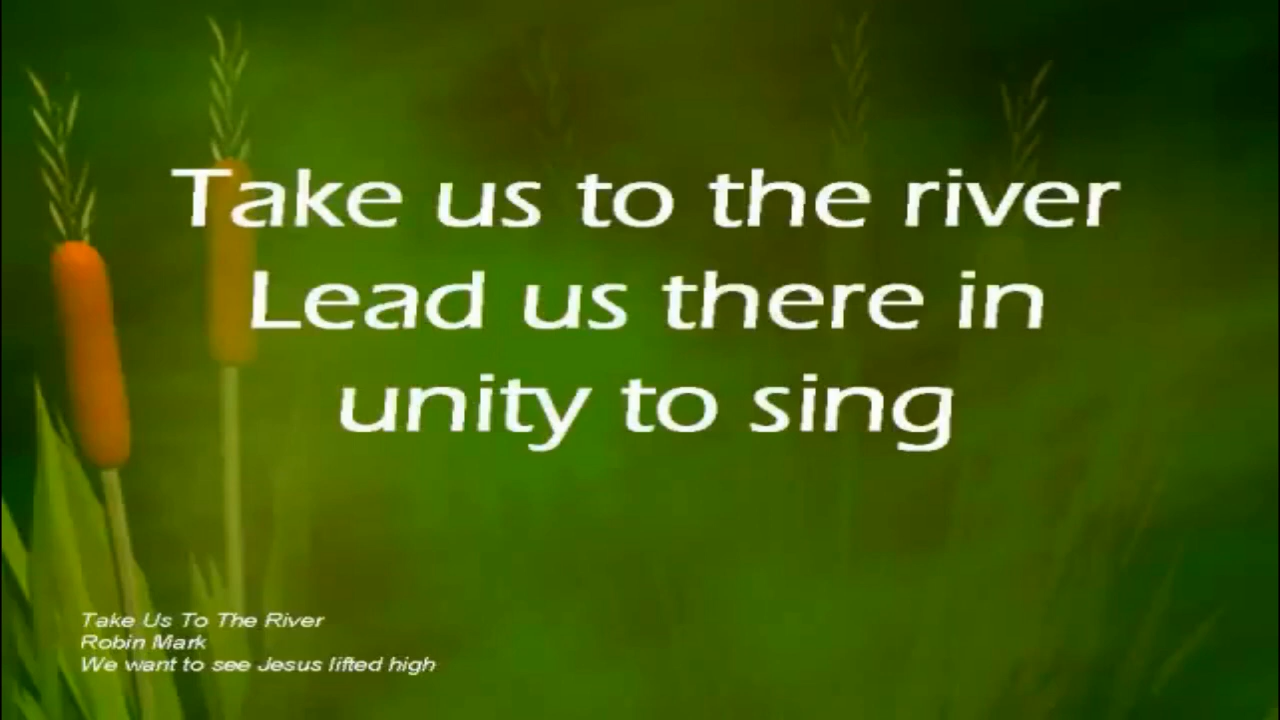 Take us to the river
Lead us there in
unity to sing
Take Us To The River
Robin Mark
We want to see Jesus lifted high